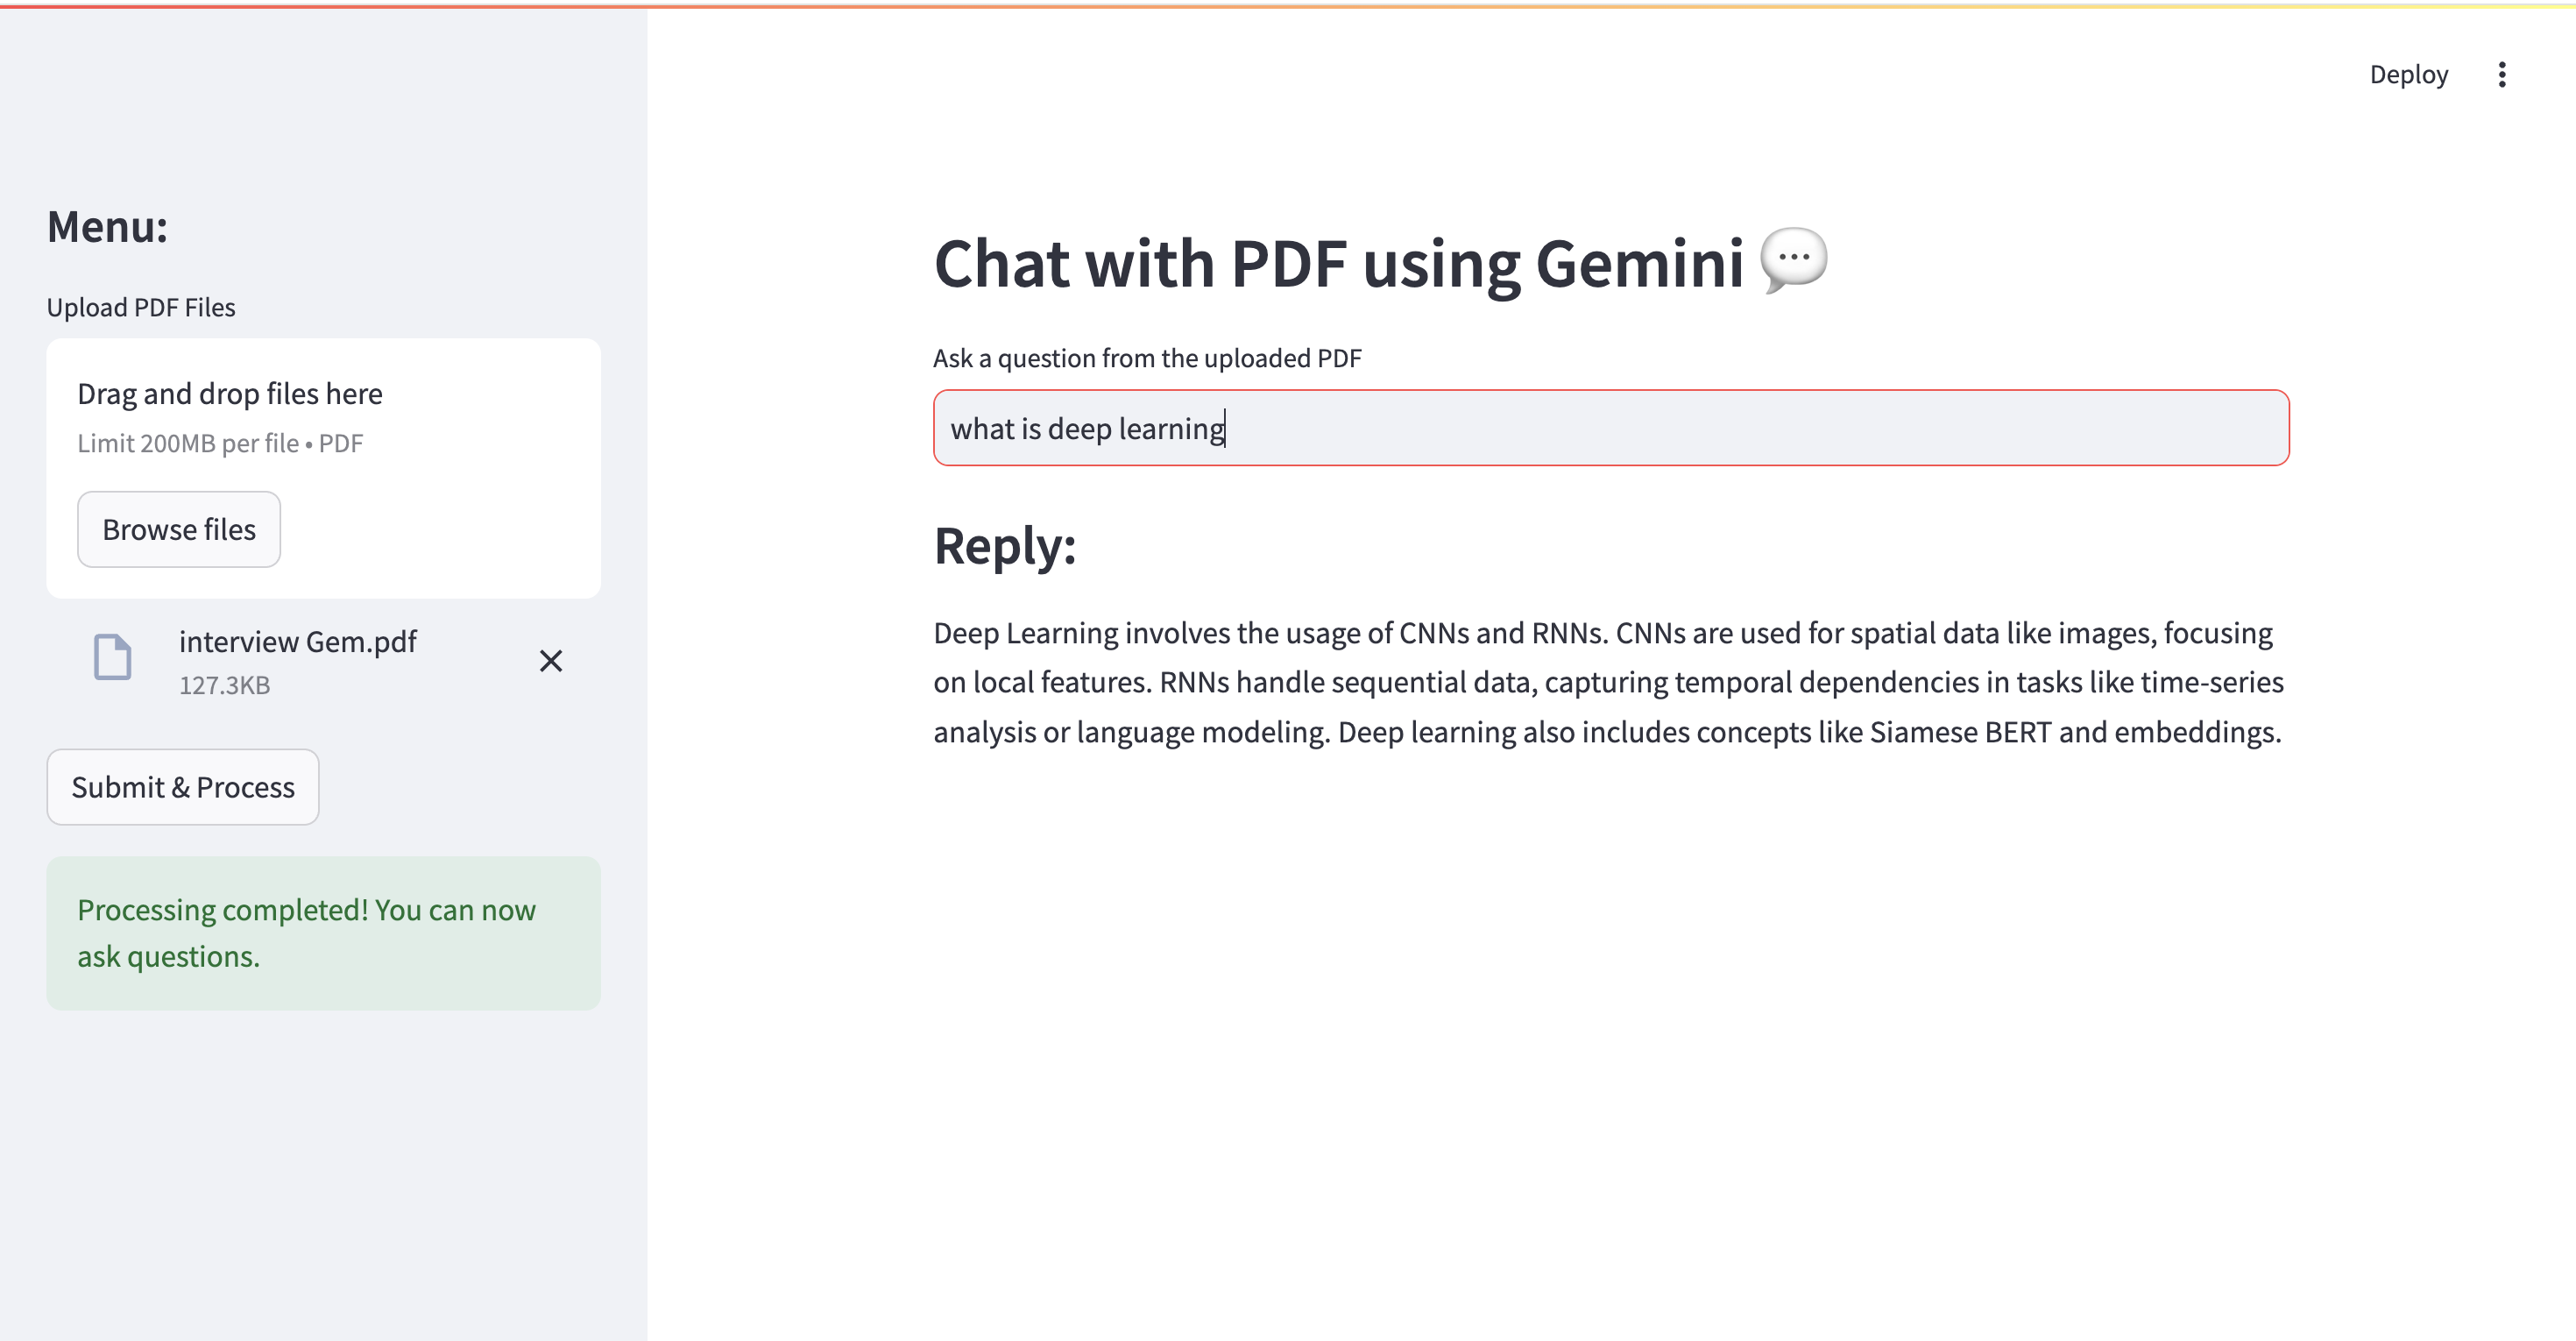 Deploy
Menu:
Upload PDF Files
Drag and drop files here
Limit 200MB per file • PDF
Browse files
interview Gem.pdf
127.3KB
Submit & Process
Processing completed! You can now
ask questions.
Chat with PDF using Gemini 💬
Ask a question from the uploaded PDF
what is deep learning
Reply:
Deep Learning involves the usage of CNNs and RNNs. CNNs are used for spatial data like images, focusing
on local features. RNNs handle sequential data, capturing temporal dependencies in tasks like time-series
analysis or language modeling. Deep learning also includes concepts like Siamese BERT and embeddings.